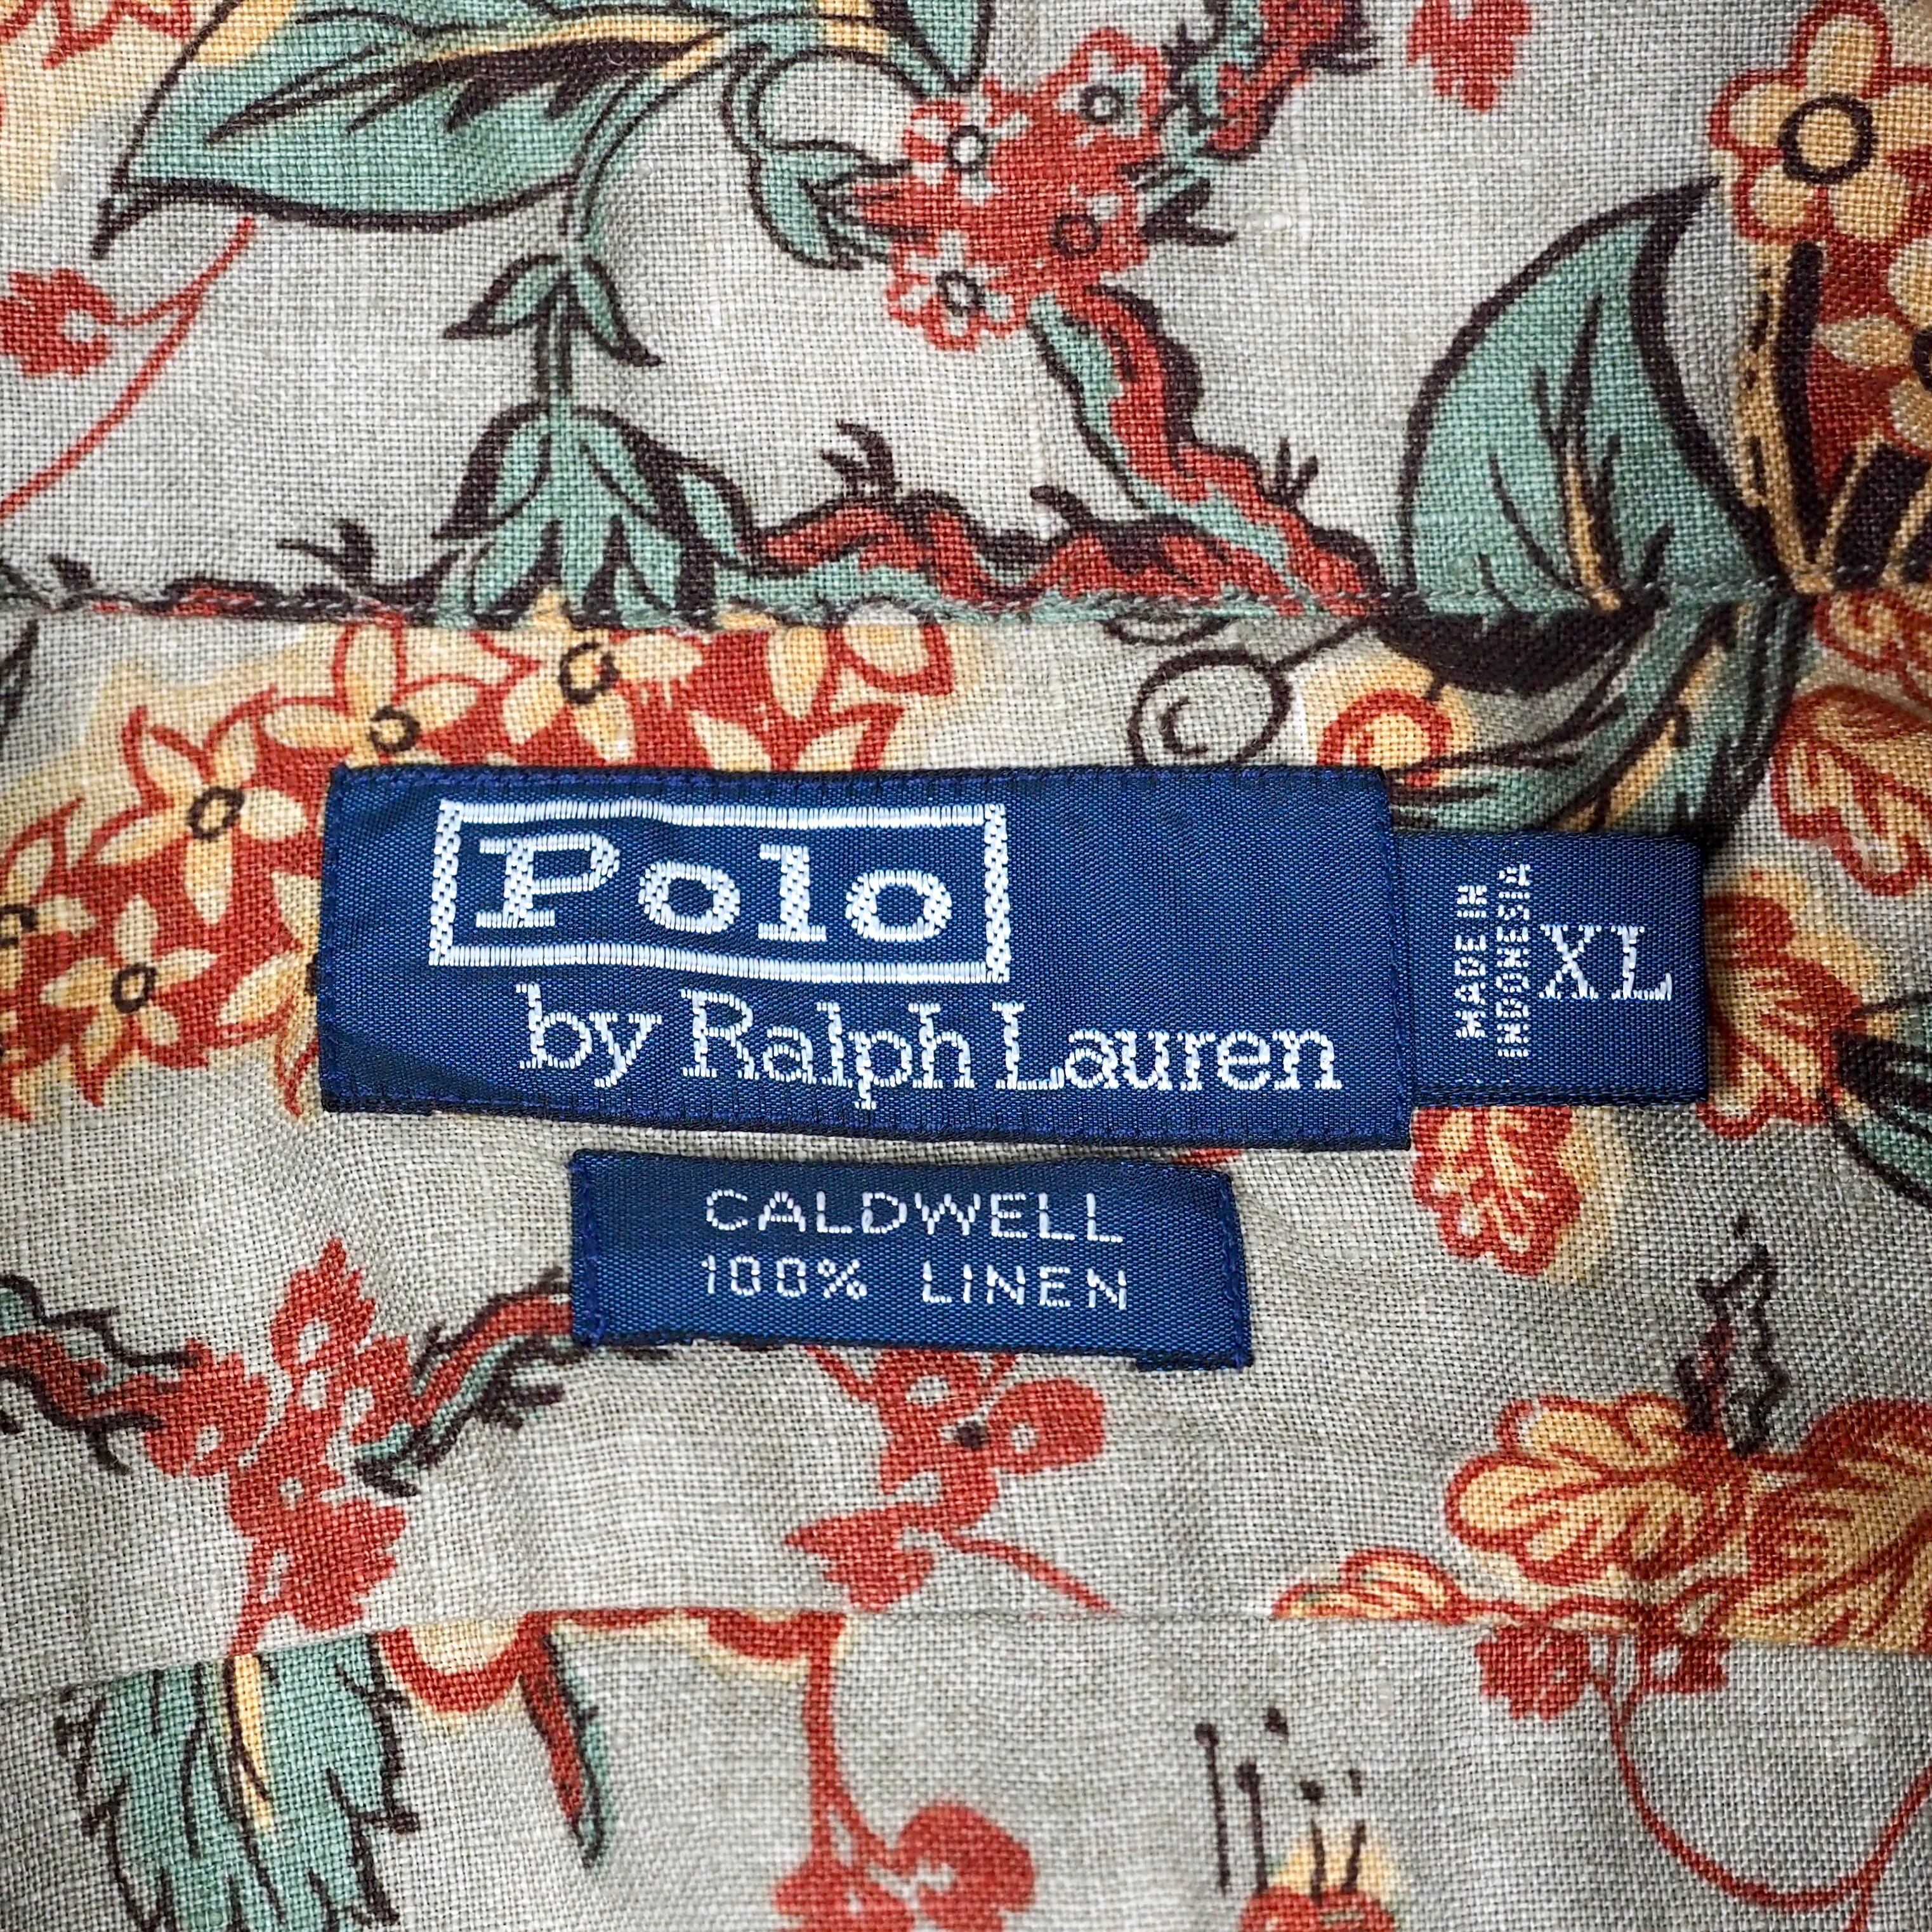 Polo
by Ralph Lauren
MADE IN
INDONESIA
XL
CALDWELL
100% LINEN